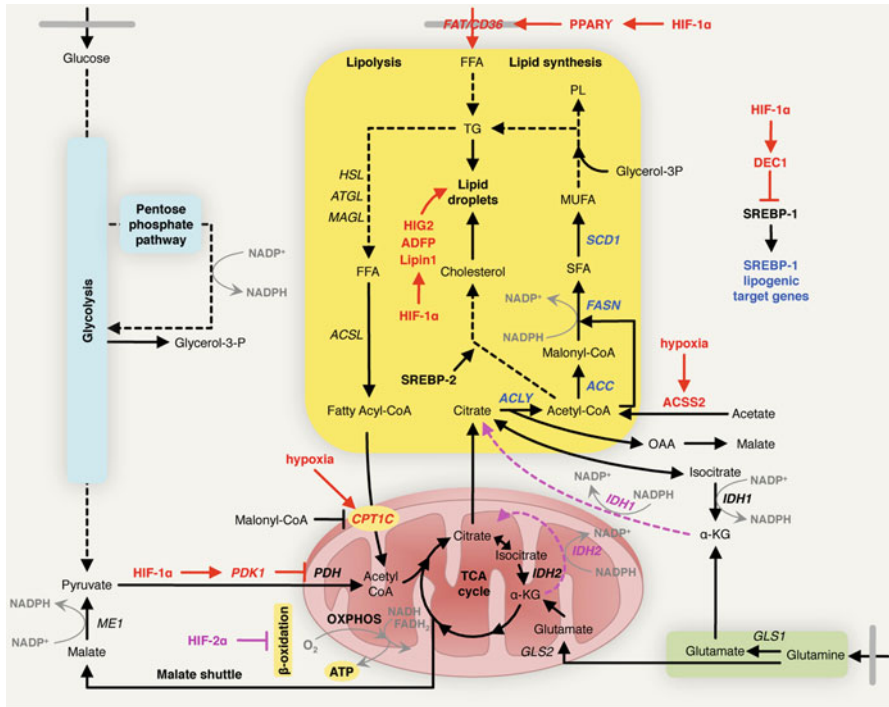 FAT/CD36
PPARY
HIF-1α
Glucose
Lipolysis
FFA
Lipid synthesis
PL
TG
HIF-1α
DEC1
SREBP-1
SREBP-1
lipogenic
target genes
Glycerol-3P
HSL
ATGL
MAGL
Lipid
droplets
MUFA
Pentose
phosphate
pathway
HIG2
ADFP
Lipin1
SCD1
NADP+
NADPH
FFA
Cholesterol
SFA
Glycolysis
NADP+
FASN
HIF-1α
NADPH
Glycerol-3-P
ACSL
Malonyl-CoA
hypoxia
SREBP-2
ACC
ACSS2
Fatty Acyl-CoA
Citrate
ACLY
Acetyl-CoA
Acetate
OAA
Malate
hypoxia
Isocitrate
NADP+
IDH1
NADPH
NADP+
IDH1
NADPH
Malonyl-CoA
CPT1C
Citrate
α-KG
NADP+
IDH2
NADPH
Isocitrate
HIF-1α
PDK1
PDH
Acetyl
CoA
TCA
cycle
IDH2
α-KG
Pyruvate
NADPH
ME1
NADP+
Malate
HIF-2α
β-oxidation
OXPHOS
NADH
FADH2
O2
ATP
Glutamate
GLS2
GLS1
Glutamate
Glutamine
Malate shuttle